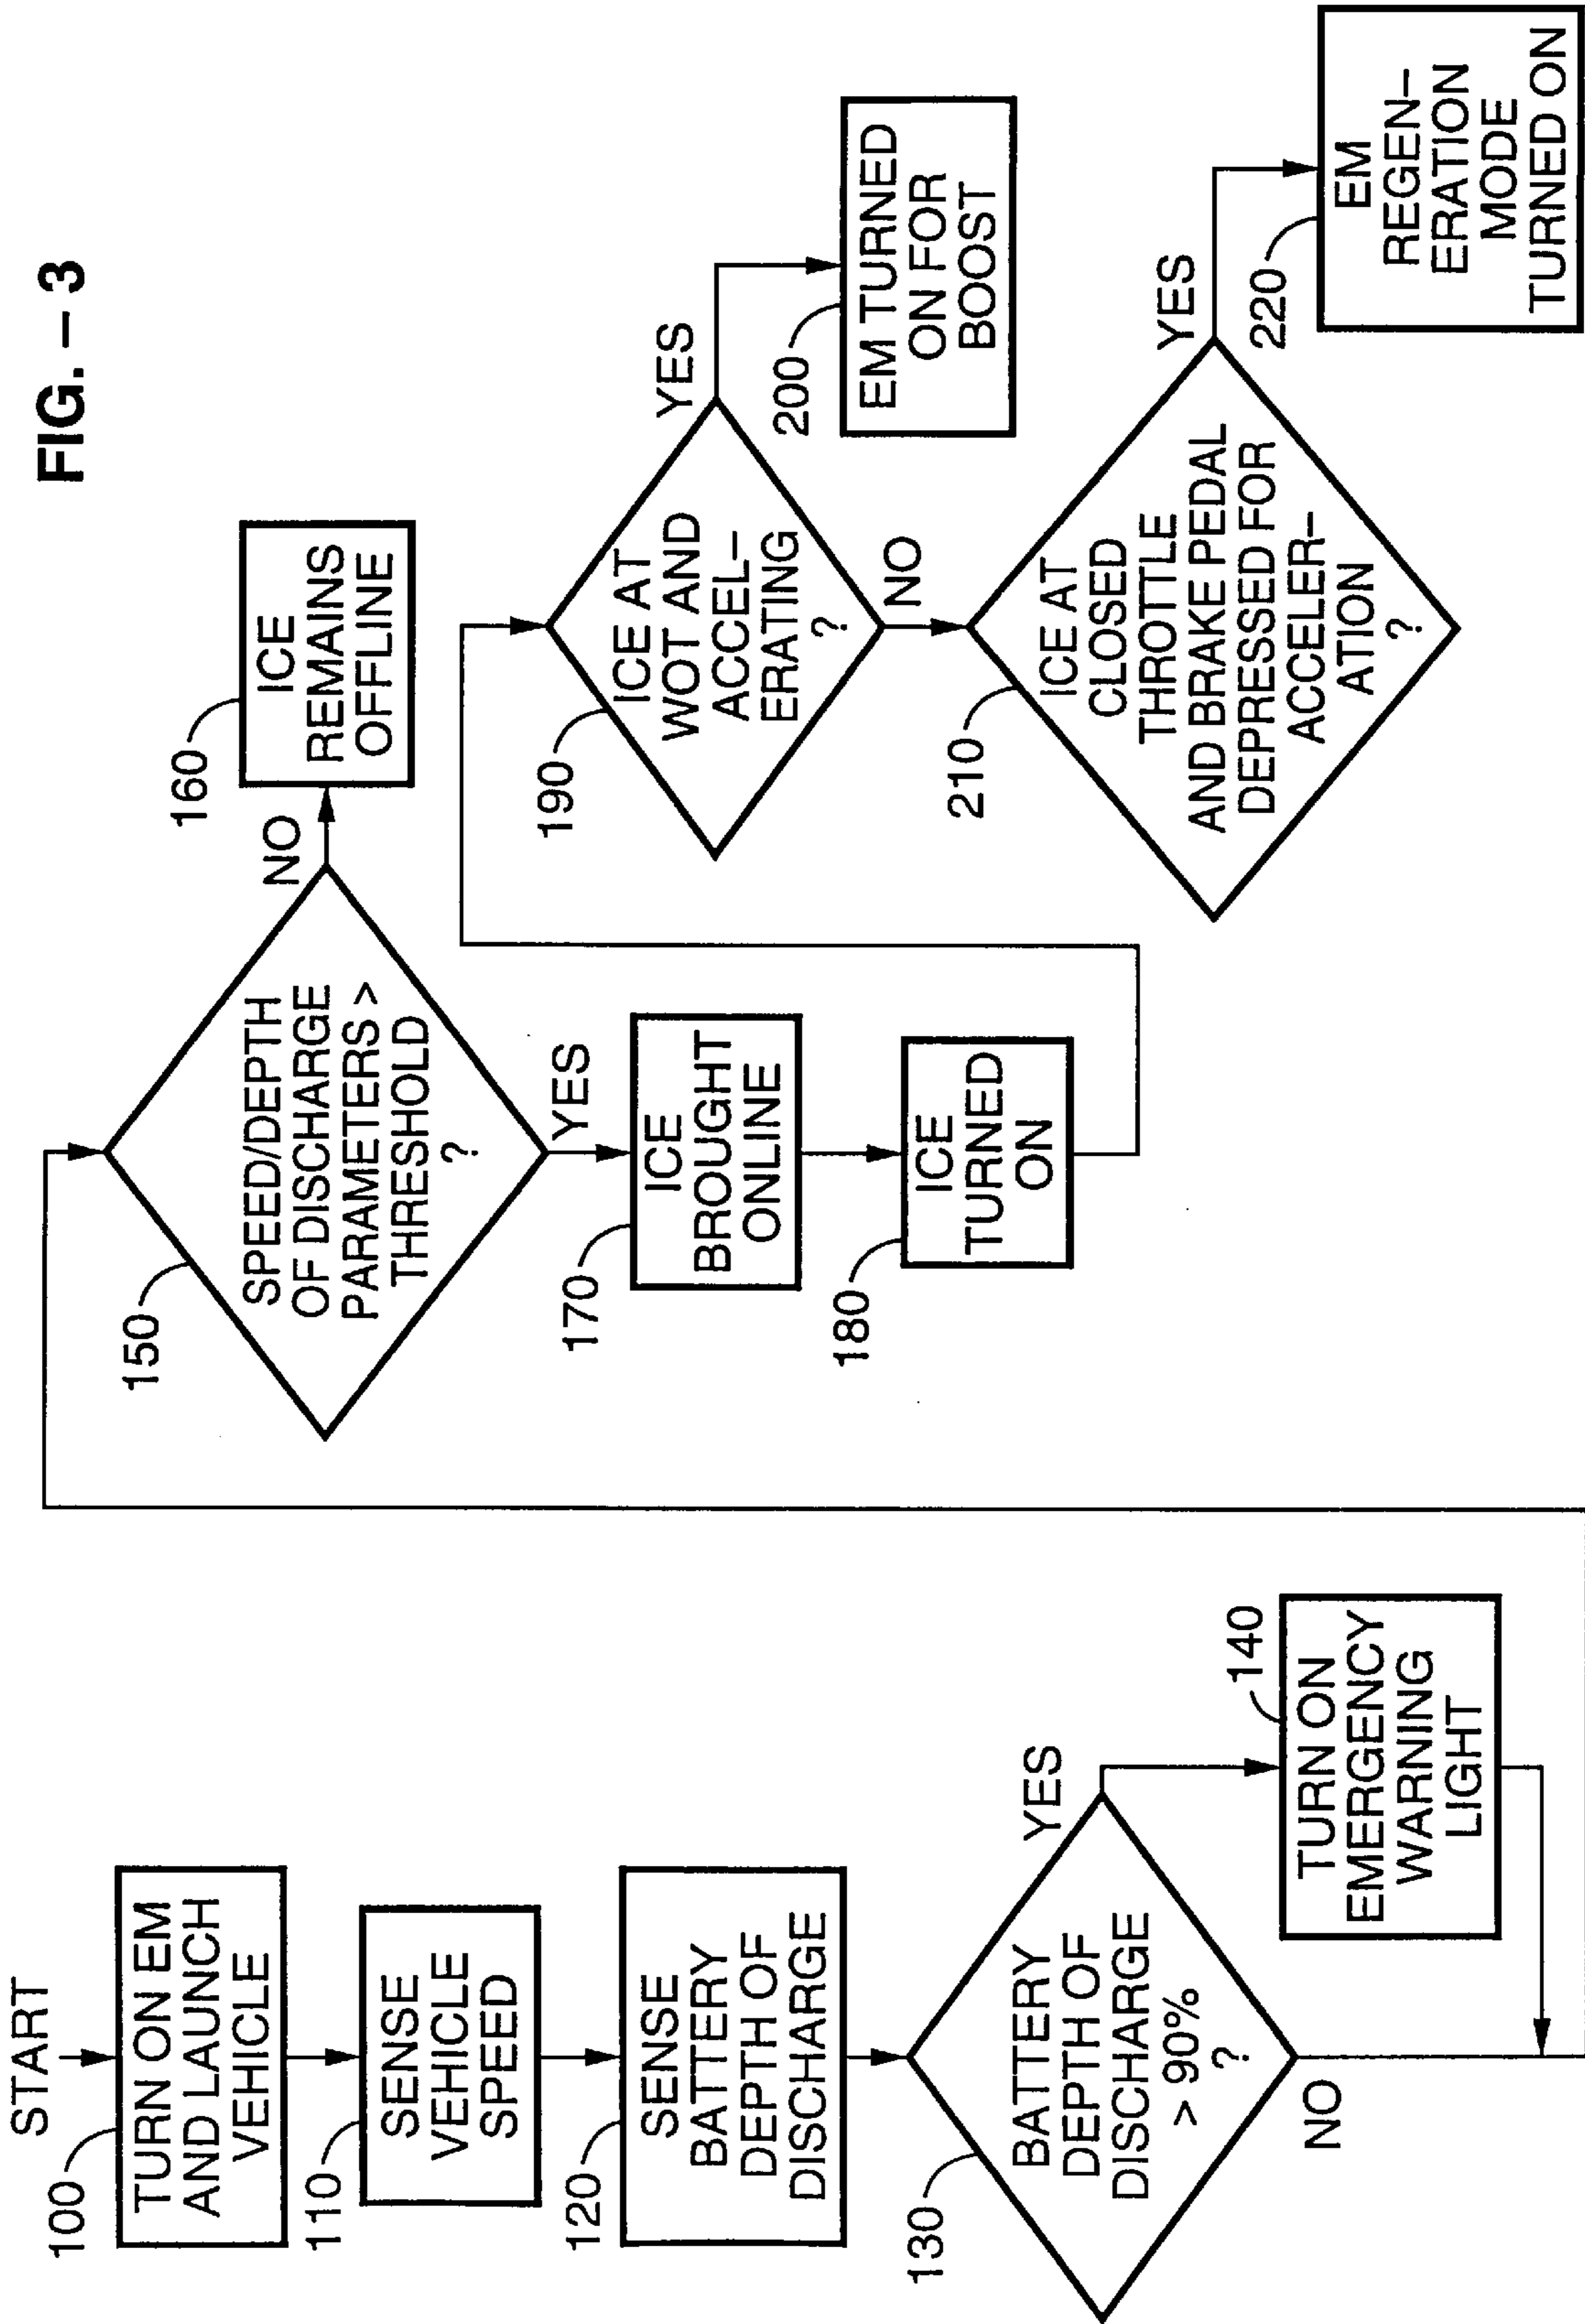 FIG. – 3
START
100
TURN ON EM
AND LAUNCH
VEHICLE
110
SENSE
VEHICLE
SPEED
120
SENSE
BATTERY
DEPTH OF
DISCHARGE
130
BATTERY
DEPTH OF
DISCHARGE
> 90%
?
YES
NO
140
TURN ON
EMERGENCY
WARNING
LIGHT
150
SPEED/DEPTH
OF DISCHARGE
PARAMETERS >
THRESHOLD
?
NO
YES
160
ICE
REMAINS
OFFLINE
170
ICE
BROUGHT
ONLINE
180
ICE
TURNED
ON
190
ICE AT
WOT AND
ACCEL–
ERATING
?
YES
NO
200
EM TURNED
ON FOR
BOOST
210
ICE AT
CLOSED
THROTTLE
AND BRAKE PEDAL
DEPRESSED FOR
ACCELER–
ATION
?
YES
220
EM
REGEN–
ERATION
MODE
TURNED ON